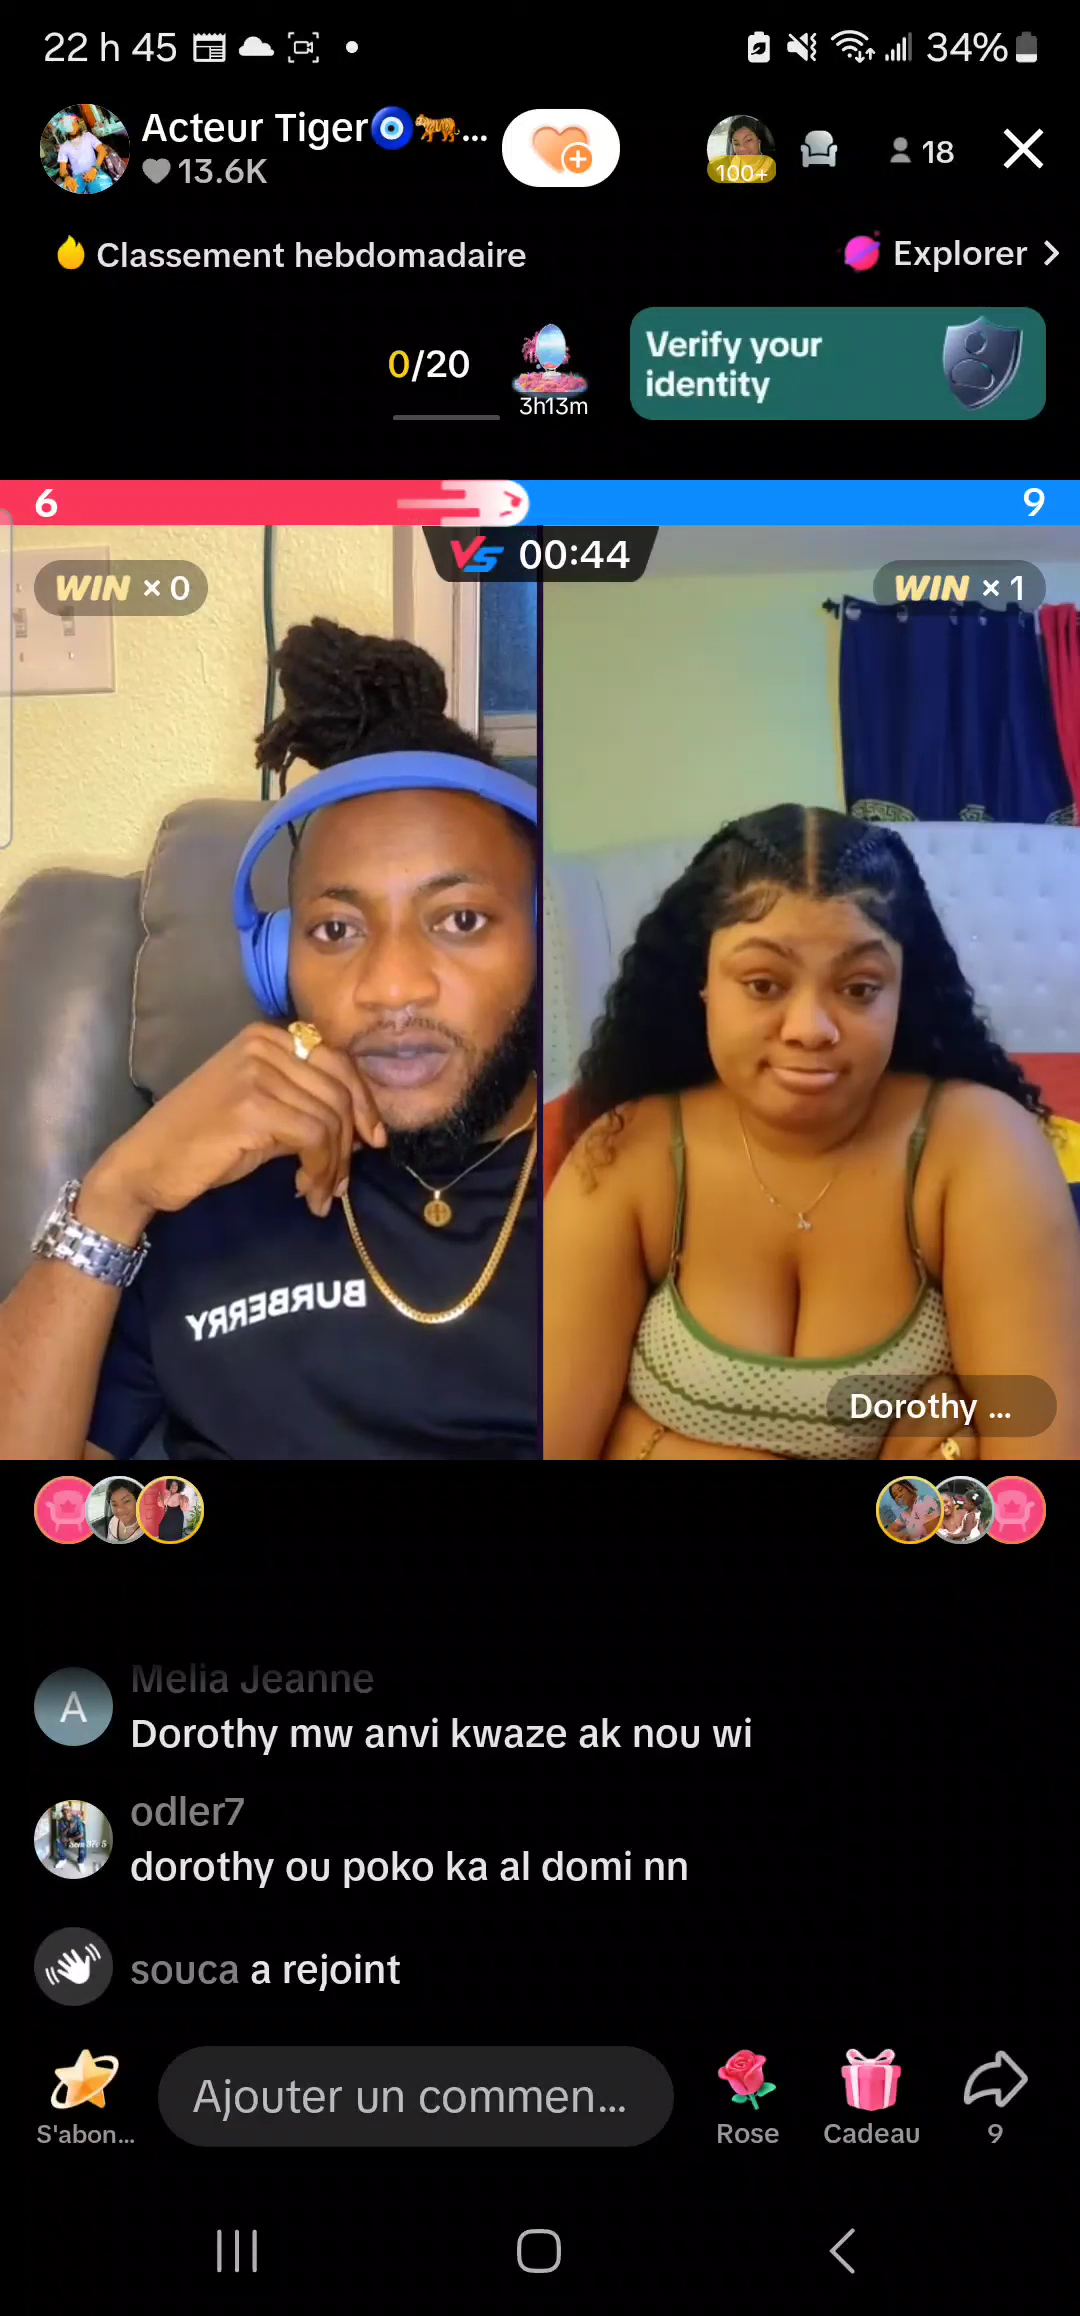 22 h 45
34%
Acteur Tiger🧿🐅...
13.6K
100+
18
Classement hebdomadaire
Explorer
0/20
3h13m
Verify your
identity
6
9
VS 00:44
WIN × 0
WIN × 1
BURBERRY
Dorothy ...
Melia Jeanne
A
Dorothy mw anvi kwaze ak nou wi
odler7
dorothy ou poko ka al domi nn
souca a rejoint
Ajouter un commen...
S'abon...
Rose
Cadeau
9